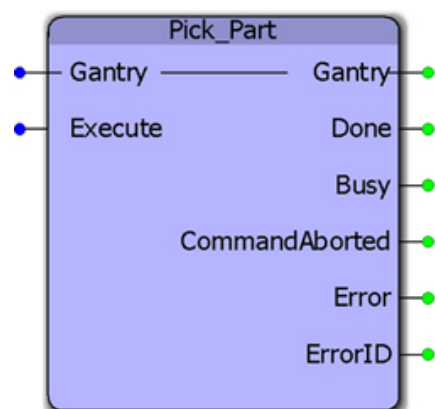 Pick_Part
Gantry Gantry
Execute Done
Busy
CommandAborted
Error
ErrorID